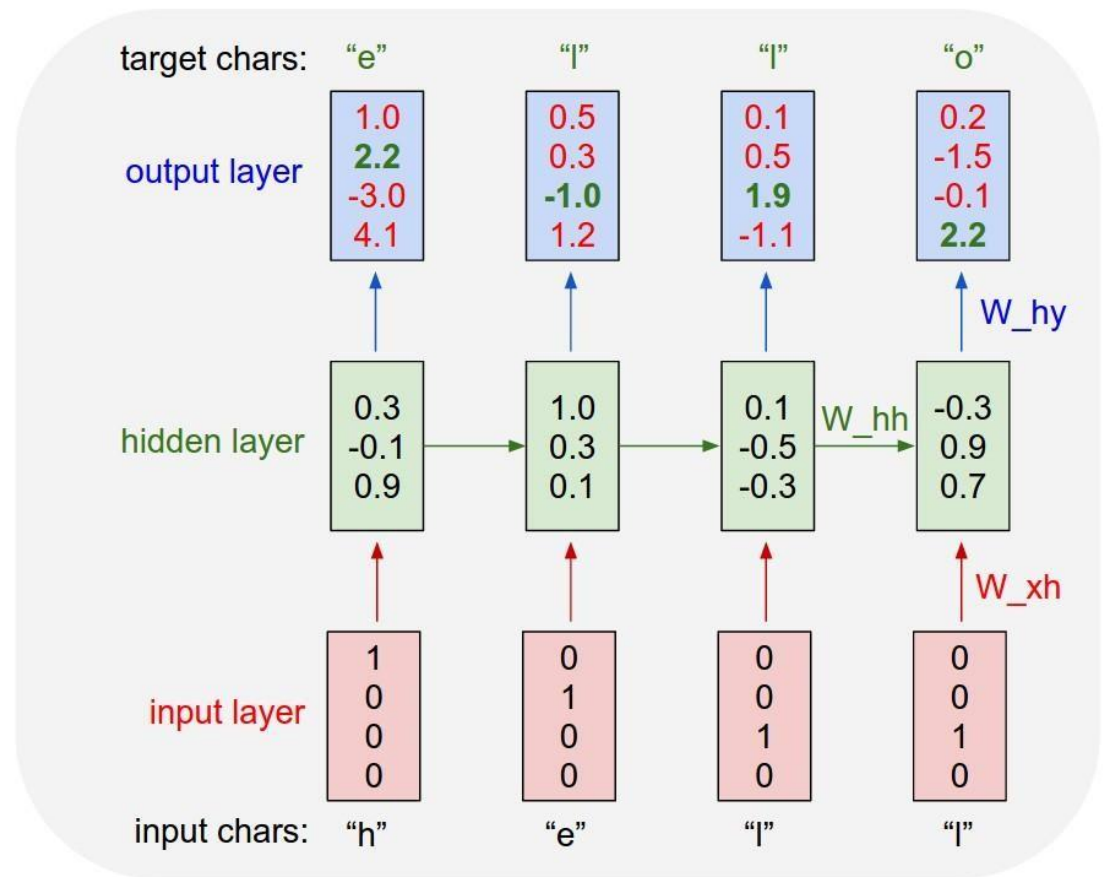 target chars: “e” “l” “l” “o”
output layer
1.0 0.5 0.1 0.2
2.2 0.3 0.5 -1.5
-3.0 -1.0 1.9 -0.1
4.1 1.2 -1.1 2.2
W_hy
hidden layer
0.3 1.0 0.1 W_hh -0.3
-0.1 0.3 -0.5 0.9
0.9 0.1 -0.3 0.7
W_xh
input layer
1 0 0 0
0 1 0 0
0 0 1 1
0 0 0 0
input chars: “h” “e” “l” “l”